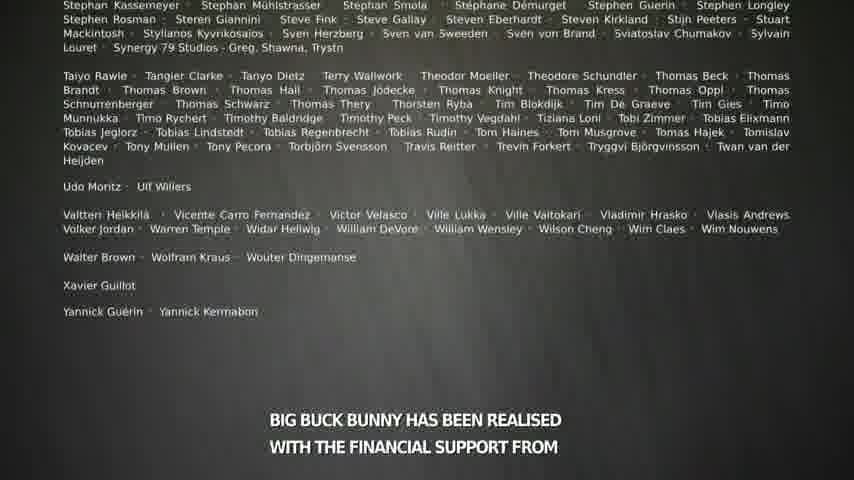 Stephan Kassemeyer · Stephan Mühlstrasser · Stephan Smola · Stéphane Démurget · Stephen Guerin · Stephen Longley
Stephen Rosman · Steren Giannini · Steve Fink · Steve Gallay · Steven Eberhardt · Steven Kirkland · Stijn Peeters · Stuart
Mackintosh · Stylianos Kyvrikosaios · Sven Herzberg · Sven van Sweeden · Sven von Brand · Sviatoslav Chumakov · Sylvain
Louret · Synergy 79 Studios - Greg, Shawna, Trystn
Taiyo Rawle · Tangier Clarke · Tanyo Dietz · Terry Wallwork · Theodor Moeller · Theodore Schundler · Thomas Beck · Thomas
Brandt · Thomas Brown · Thomas Hall · Thomas Jödecke · Thomas Knight · Thomas Kress · Thomas Oppl · Thomas
Schnurrenberger · Thomas Schwarz · Thomas Thery · Thorsten Ryba · Tim Blokdijk · Tim De Graeve · Tim Gies · Timo
Munnukka · Timo Rychert · Timothy Baldridge · Timothy Peck · Timothy Vegdahl · Tiziana Loni · Tobi Zimmer · Tobias Elixmann
Tobias Jeglorz · Tobias Lindstedt · Tobias Regenbrecht · Tobias Rudin · Tom Haines · Tom Musgrove · Tomas Hajek · Tomislav
Kovacev · Tony Mullen · Tony Pecora · Torbjörn Svensson · Travis Reitter · Trevin Forkert · Tryggvi Björgvinsson · Twan van der
Heijden
Udo Moritz · Ulf Willers
Valtteri Heikkilä · Vicente Carro Fernandez · Victor Velasco · Ville Lukka · Ville Valtokari · Vladimir Hrasko · Vlasis Andrews
Volker Jordan · Warren Temple · Widar Hellwig · William DeVore · William Wensley · Wilson Cheng · Wim Claes · Wim Nouwens
Walter Brown · Wolfram Kraus · Wouter Dingemanse
Xavier Guillot
Yannick Guérin · Yannick Kermabon
BIG BUCK BUNNY HAS BEEN REALISED
WITH THE FINANCIAL SUPPORT FROM